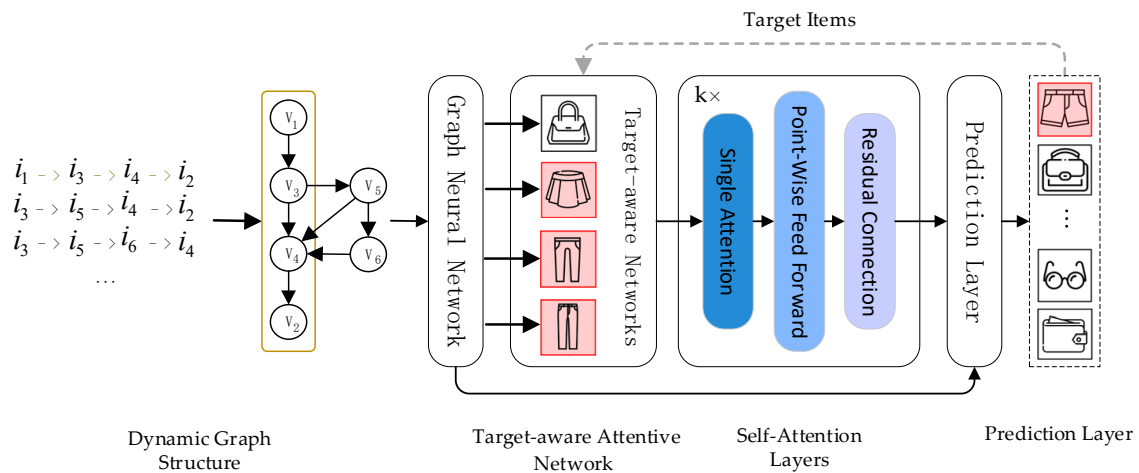 Target Items
i1 -> i3 -> i4 -> i2
i3 -> i5 -> i4 -> i2
i3 -> i5 -> i6 -> i4
...
V1
V3
V5
V4
V6
V2
Graph Neural Network
Target-aware Networks
k×
Single Attention
Point-Wise Feed Forward
Residual Connection
Prediction Layer
...
Dynamic Graph
Structure
Target-aware Attentive
Network
Self-Attention
Layers
Prediction Layer